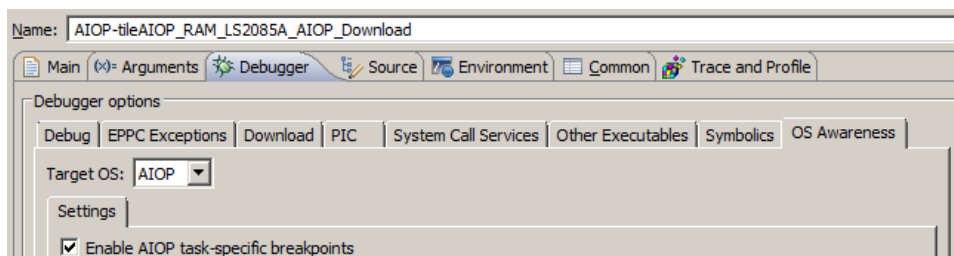 Name: AIOP-tileAIOP_RAM_LS2085A_AIOP_Download
Main (x)= Arguments Debugger Source Environment Common Trace and Profile
Debugger options
Debug EPPC Exceptions Download PIC System Call Services Other Executables Symbolics OS Awareness
Target OS: AIOP
Settings
Enable AIOP task-specific breakpoints